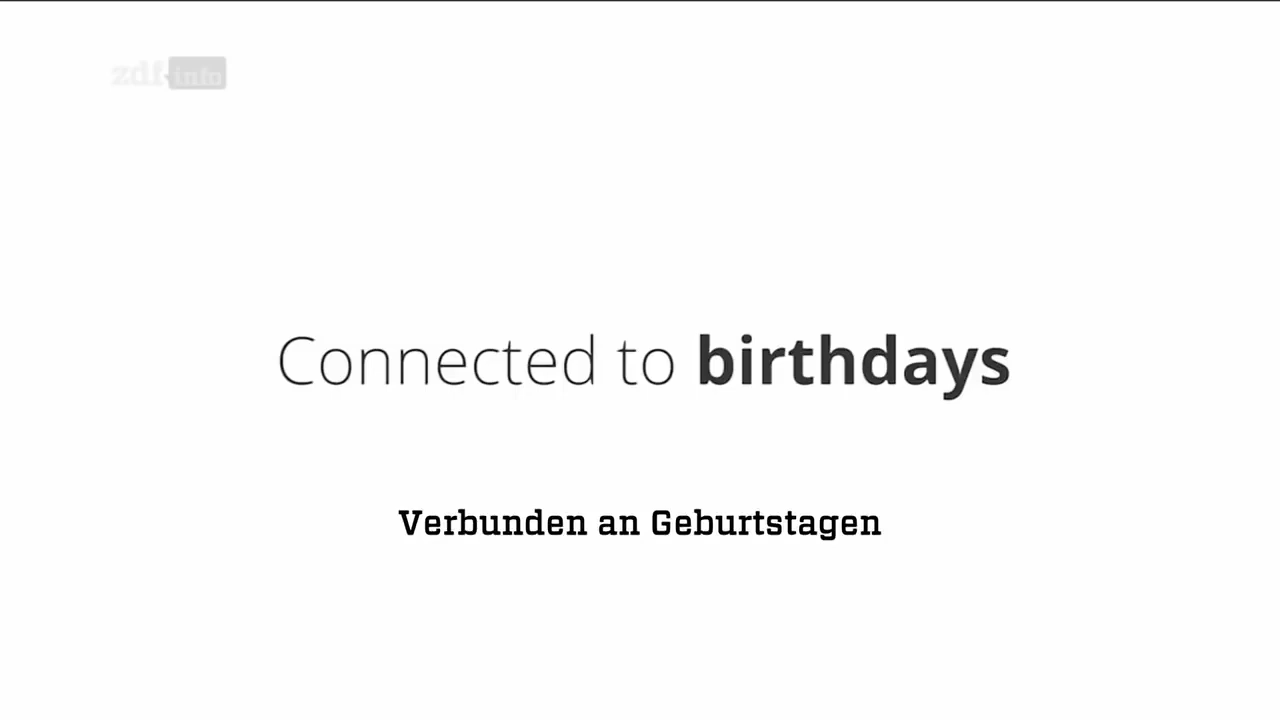 zdf info
Connected to birthdays
Verbunden an Geburtstagen